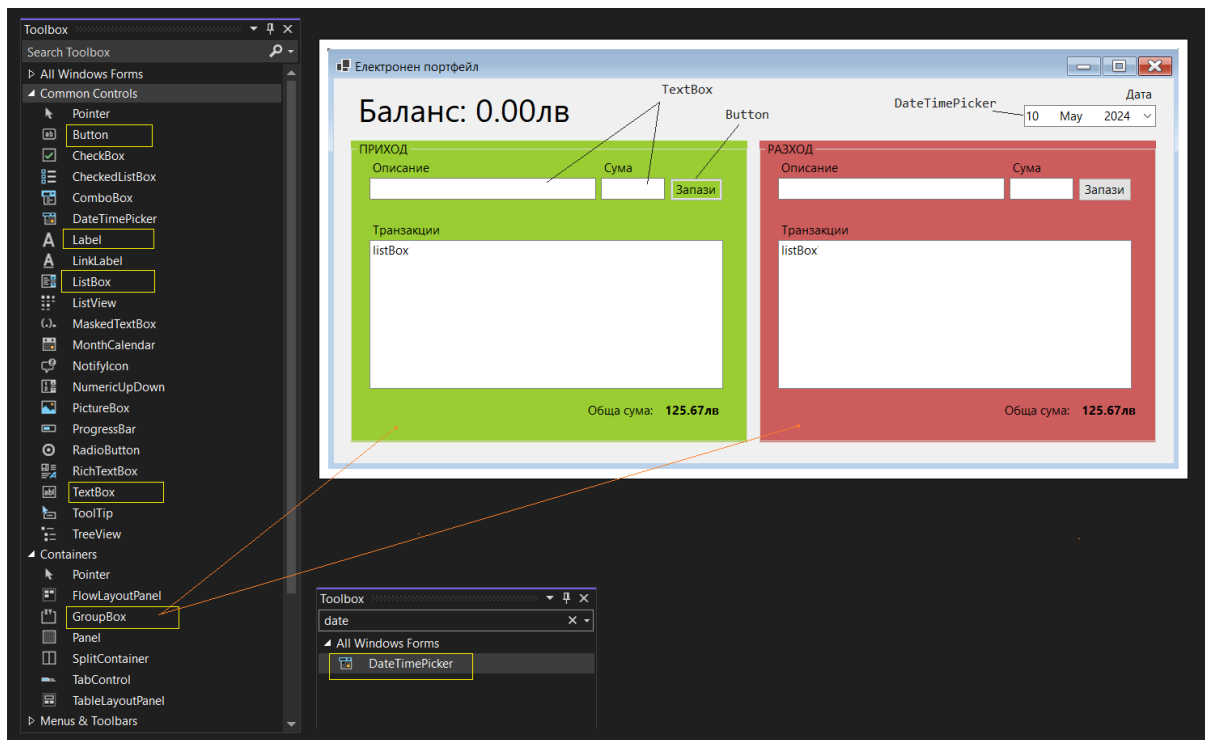 Toolbox
Search Toolbox
All Windows Forms
Common Controls
Pointer
Button
CheckBox
CheckedListBox
ComboBox
DateTimePicker
Label
LinkLabel
ListBox
ListView
MaskedTextBox
MonthCalendar
NotifyIcon
NumericUpDown
PictureBox
ProgressBar
RadioButton
RichTextBox
TextBox
ToolTip
TreeView
Containers
Pointer
FlowLayoutPanel
GroupBox
Panel
SplitContainer
TabControl
TableLayoutPanel
Menus & Toolbars
Електронен портфейл
Баланс: 0.00лв
TextBox
Button
DateTimePicker
Дата
10 May 2024
ПРИХОД
Описание Сума
Запази
Транзакции
listBox
Обща сума: 125.67лв
РАЗХОД
Описание Сума
Запази
Транзакции
listBox
Обща сума: 125.67лв
Toolbox
date
All Windows Forms
DateTimePicker